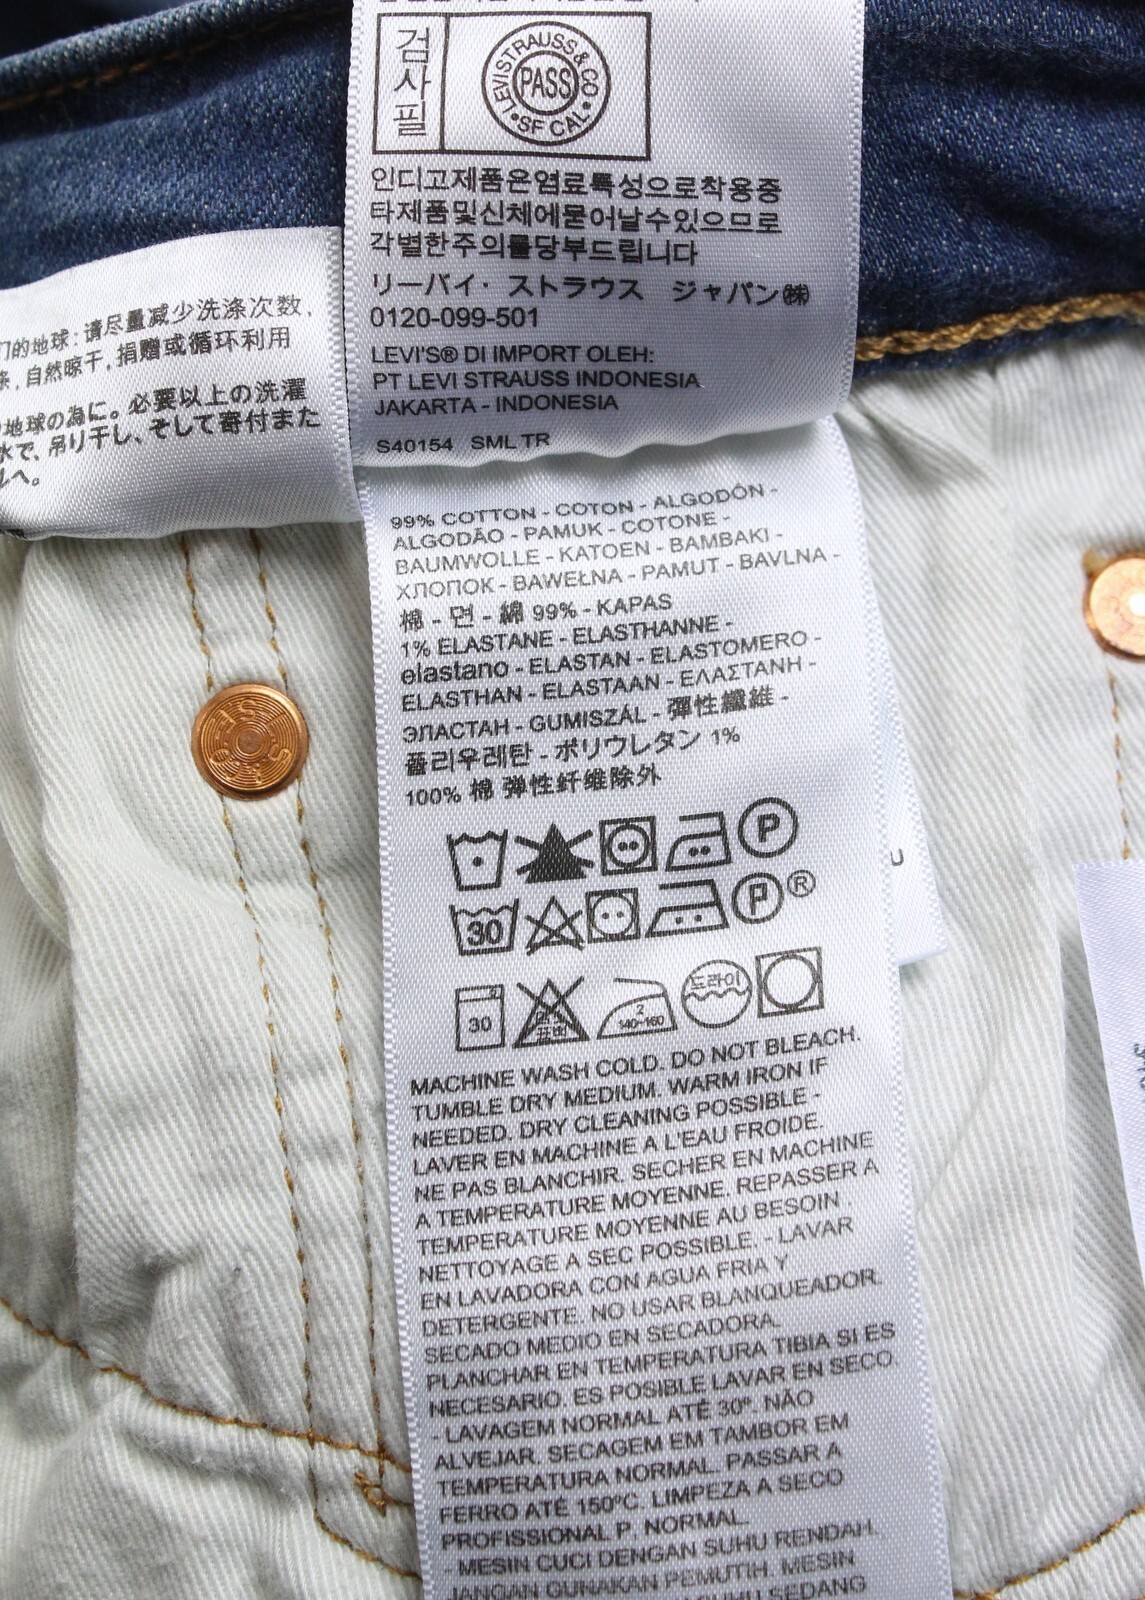 검사필
LEVI STRAUSS & CO
PASS
SF CAL
인디고제품은염료특성으로착용중
타제품및신체에묻어날수있으므로
각별한주의를당부드립니다
リーバイ・ストラウス ジャパン㈱
0120-099-501
LEVI'S® DI IMPORT OLEH:
PT LEVI STRAUSS INDONESIA
JAKARTA - INDONESIA
S40154 SML TR
们的地球: 请尽量减少洗涤次数,
条, 自然晾干, 捐赠或循环利用
地球の為に。必要以上の洗濯
水で、吊り干し、そして寄付また
へ。
99% COTTON - COTON - ALGODÓN -
ALGODÃO - PAMUK - COTONE -
BAUMWOLLE - KATOEN - BAMBAKI -
ХЛОПОК - BAWEŁNA - PAMUT - BAVLNA -
棉 - 면 - 綿 99% - KAPAS
1% ELASTANE - ELASTHANNE -
elastano - ELASTAN - ELASTOMERO -
ELASTHAN - ELASTAAN - ΕΛΑΣΤΑΝΗ -
ЭЛАСТАН - GUMISZÁL - 彈性纖維 -
폴리우레탄 - ポリウレタン 1%
100% 棉 弹性纤维除外
P
30
P ®
30
표백
2
140~160
드라이
U
MACHINE WASH COLD. DO NOT BLEACH.
TUMBLE DRY MEDIUM. WARM IRON IF
NEEDED. DRY CLEANING POSSIBLE -
LAVER EN MACHINE A L'EAU FROIDE.
NE PAS BLANCHIR. SECHER EN MACHINE
A TEMPERATURE MOYENNE. REPASSER A
TEMPERATURE MOYENNE AU BESOIN
NETTOYAGE A SEC POSSIBLE. - LAVAR
EN LAVADORA CON AGUA FRIA Y
DETERGENTE. NO USAR BLANQUEADOR.
SECADO MEDIO EN SECADORA.
PLANCHAR EN TEMPERATURA TIBIA SI ES
NECESARIO. ES POSIBLE LAVAR EN SECO.
- LAVAGEM NORMAL ATÉ 30º. NÃO
ALVEJAR. SECAGEM EM TAMBOR EM
TEMPERATURA NORMAL. PASSAR A
FERRO ATÉ 150ºC. LIMPEZA A SECO
PROFISSIONAL P. NORMAL.
- MESIN CUCI DENGAN SUHU RENDAH.
JANGAN GUNAKAN PEMUTIH. MESIN
SUHU SEDANG